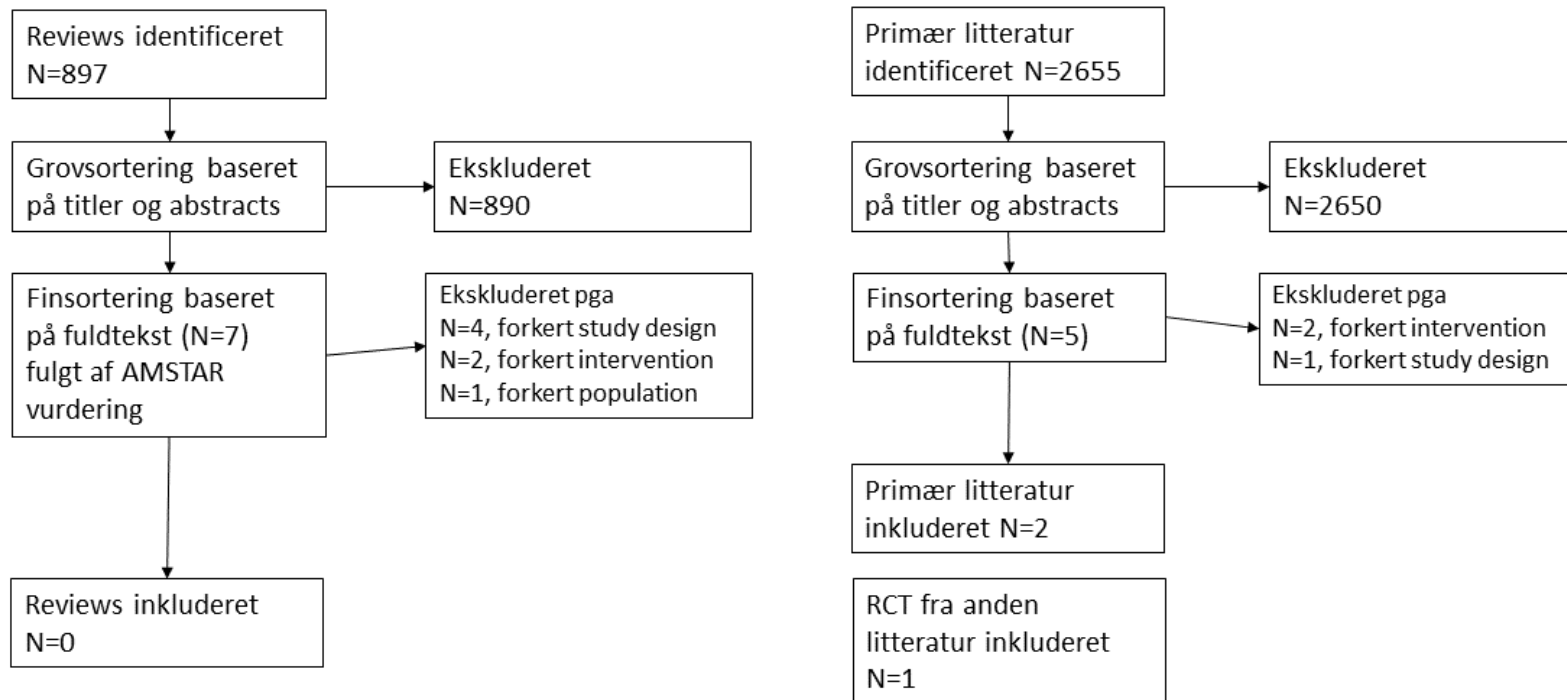 Reviews identificeret
N=897
Grovsortering baseret
på titler og abstracts
Ekskluderet
N=890
Finsortering baseret
på fuldtekst (N=7)
fulgt af AMSTAR
vurdering
Ekskluderet pga
N=4, forkert study design
N=2, forkert intervention
N=1, forkert population
Reviews inkluderet
N=0
Primær litteratur
identificeret N=2655
Grovsortering baseret
på titler og abstracts
Ekskluderet
N=2650
Finsortering baseret
på fuldtekst (N=5)
Ekskluderet pga
N=2, forkert intervention
N=1, forkert study design
Primær litteratur
inkluderet N=2
RCT fra anden
litteratur inkluderet
N=1